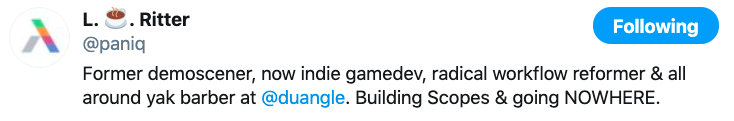 L. ☕. Ritter
Following
@paniq
Former demoscener, now indie gamedev, radical workflow reformer & all
around yak barber at @duangle. Building Scopes & going NOWHERE.